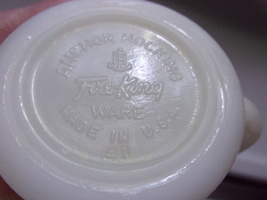 ANCHOR HOCKING
Fire-King
WARE
MADE IN U.S.A.